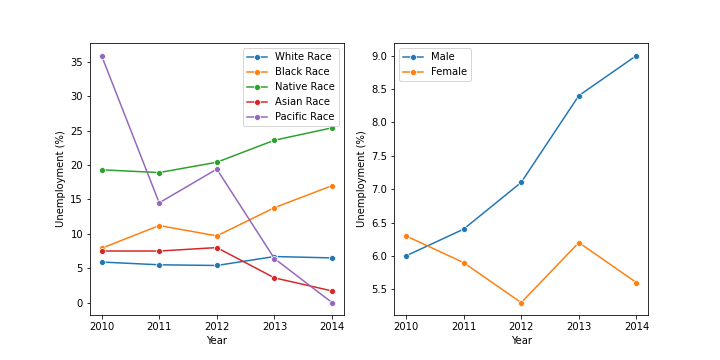 White Race
Black Race
Native Race
Asian Race
Pacific Race
35
30
25
20
15
10
5
0
Unemployment (%)
2010 2011 2012 2013 2014
Year
Male
Female
9.0
8.5
8.0
7.5
7.0
6.5
6.0
5.5
Unemployment (%)
2010 2011 2012 2013 2014
Year